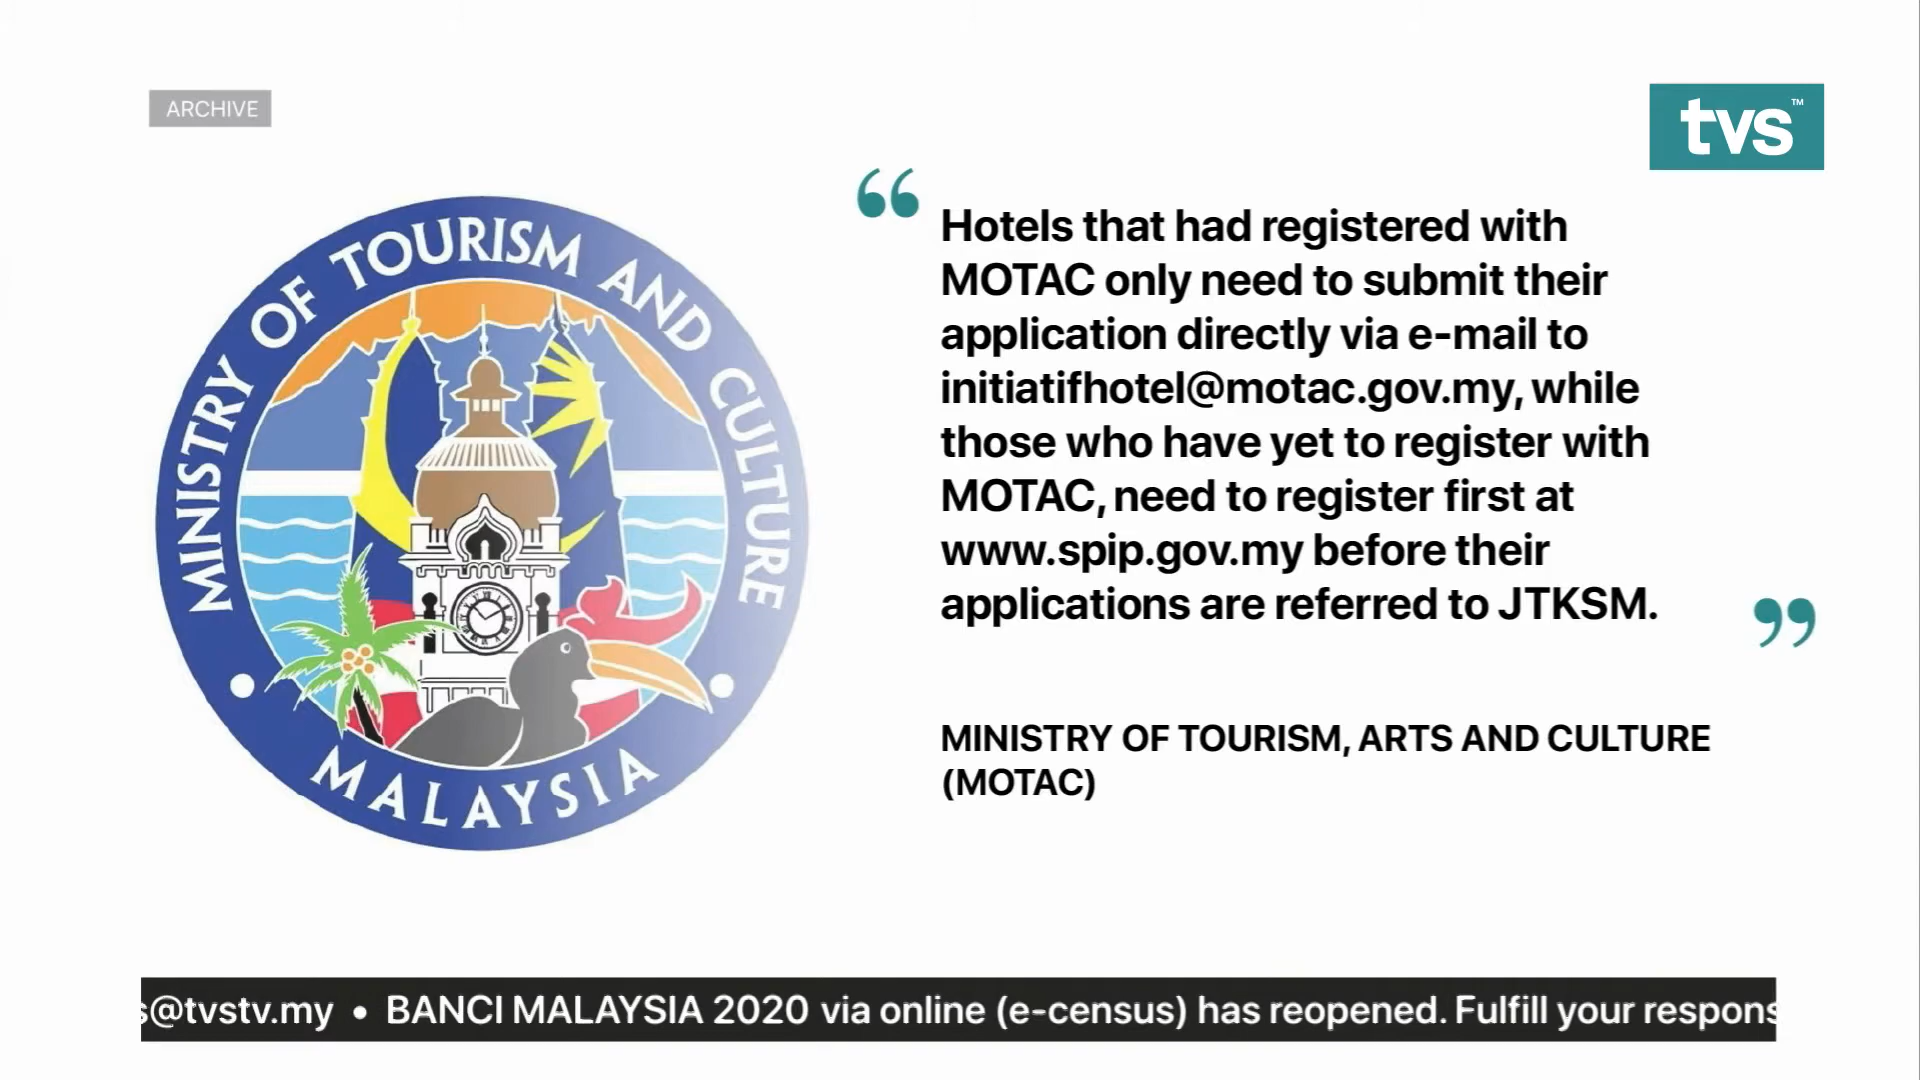 ARCHIVE
tvs™
MINISTRY OF TOURISM AND CULTURE
MALAYSIA
“Hotels that had registered with
MOTAC only need to submit their
application directly via e-mail to
initiatifhotel@motac.gov.my, while
those who have yet to register with
MOTAC, need to register first at
www.spip.gov.my before their
applications are referred to JTKSM.”
MINISTRY OF TOURISM, ARTS AND CULTURE
(MOTAC)
s@tvstv.my • BANCI MALAYSIA 2020 via online (e-census) has reopened. Fulfill your respons